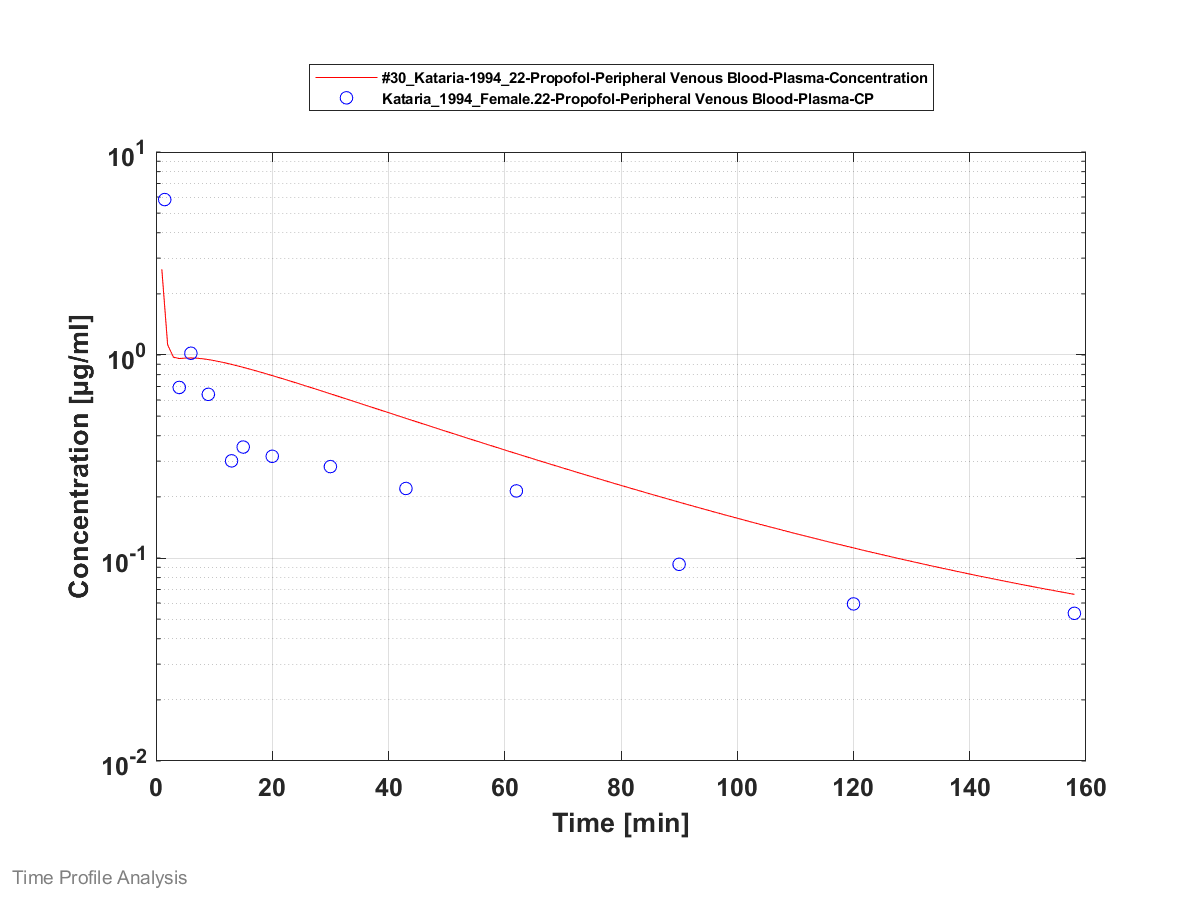 #30_Kataria-1994_22-Propofol-Peripheral Venous Blood-Plasma-Concentration
Kataria_1994_Female.22-Propofol-Peripheral Venous Blood-Plasma-CP
10^1
10^0
10^-1
10^-2
Concentration [µg/ml]
0 20 40 60 80 100 120 140 160
Time [min]
Time Profile Analysis